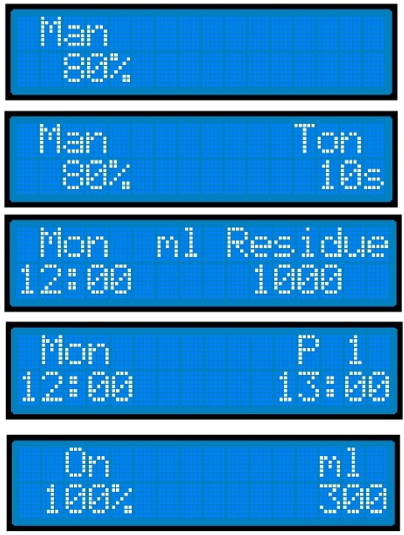 Man
80%
Man Ton
80% 10s
Mon ml Residue
12:00 1000
Mon P 1
12:00 13:00
On ml
100% 300